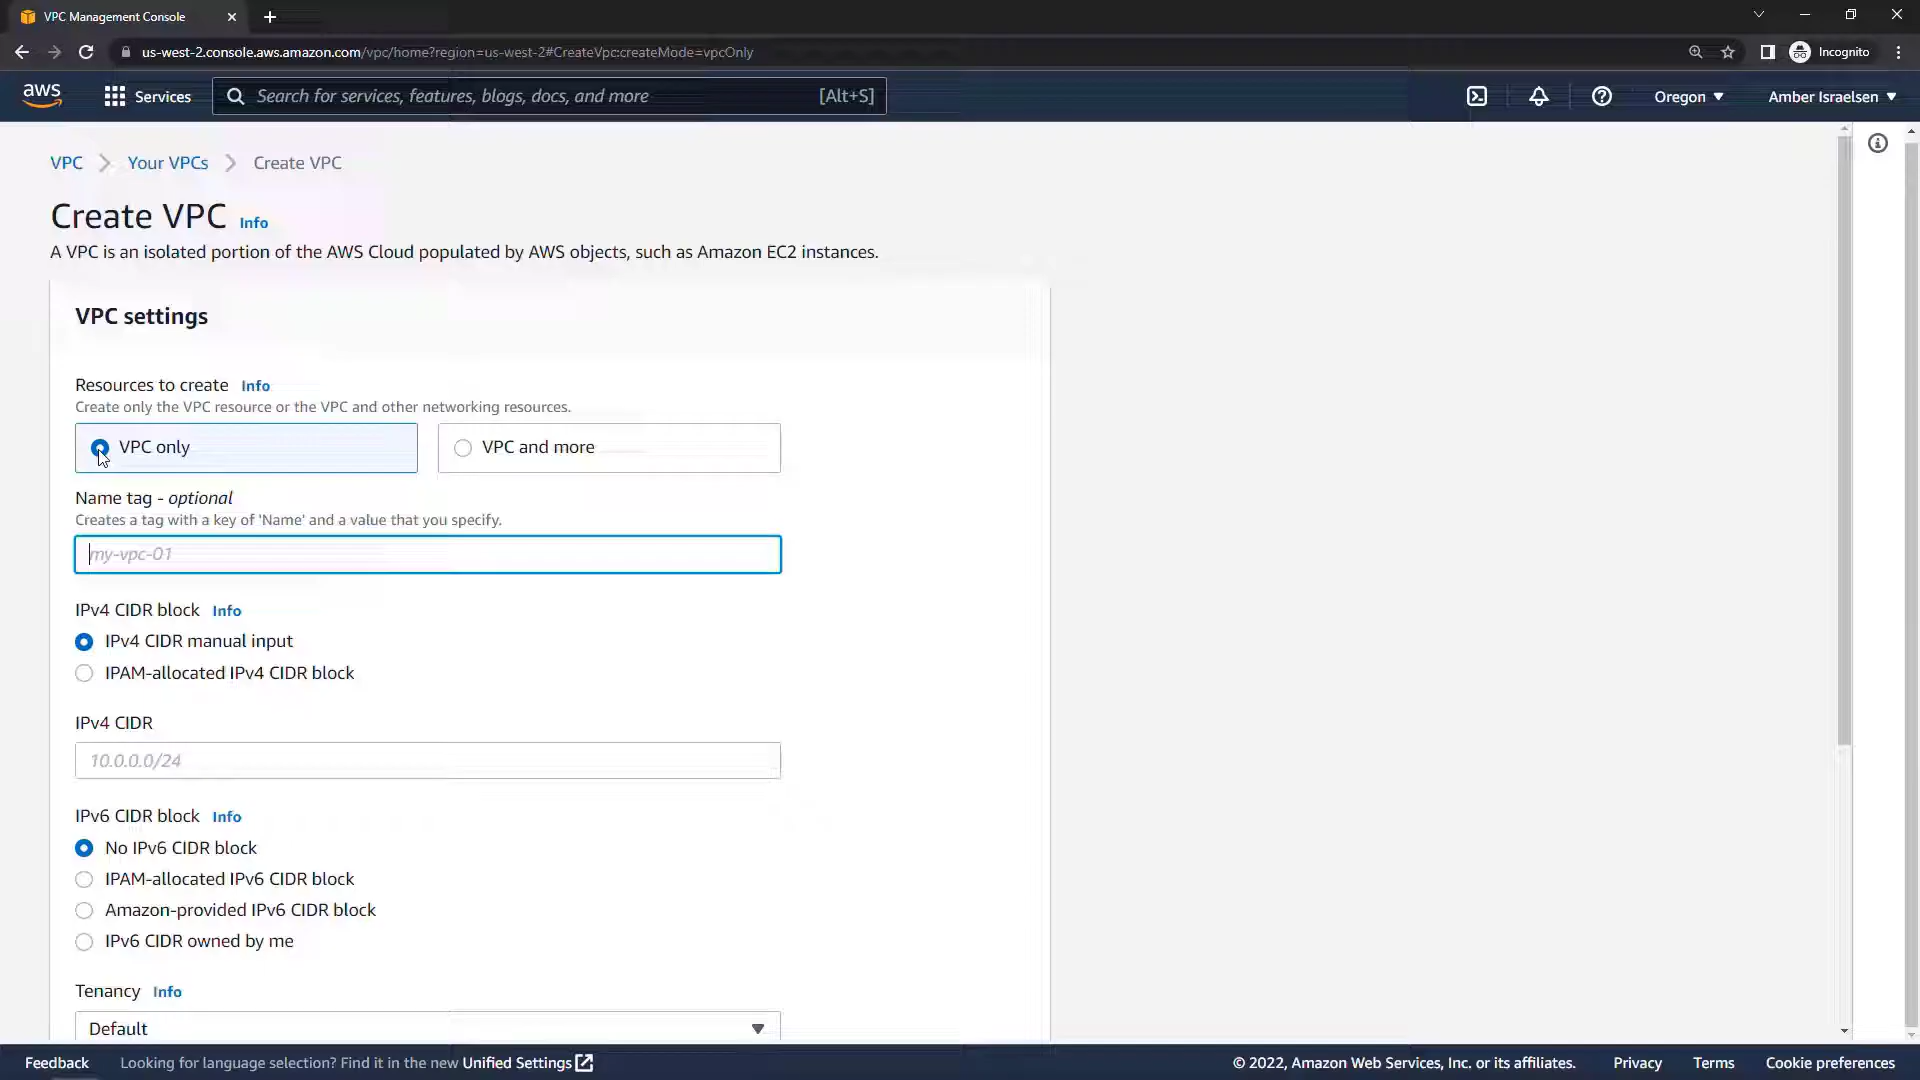 VPC Management Console
us-west-2.console.aws.amazon.com/vpc/home?region=us-west-2#CreateVpc:createMode=vpcOnly
Incognito
aws
Services
Search for services, features, blogs, docs, and more
[Alt+S]
Oregon
Amber Israelsen
VPC
Your VPCs
Create VPC
Create VPC Info
A VPC is an isolated portion of the AWS Cloud populated by AWS objects, such as Amazon EC2 instances.
VPC settings
Resources to create Info
Create only the VPC resource or the VPC and other networking resources.
VPC only
VPC and more
Name tag - optional
Creates a tag with a key of 'Name' and a value that you specify.
my-vpc-01
IPv4 CIDR block Info
IPv4 CIDR manual input
IPAM-allocated IPv4 CIDR block
IPv4 CIDR
10.0.0.0/24
IPv6 CIDR block Info
No IPv6 CIDR block
IPAM-allocated IPv6 CIDR block
Amazon-provided IPv6 CIDR block
IPv6 CIDR owned by me
Tenancy Info
Default
Feedback
Looking for language selection? Find it in the new Unified Settings
© 2022, Amazon Web Services, Inc. or its affiliates.
Privacy
Terms
Cookie preferences